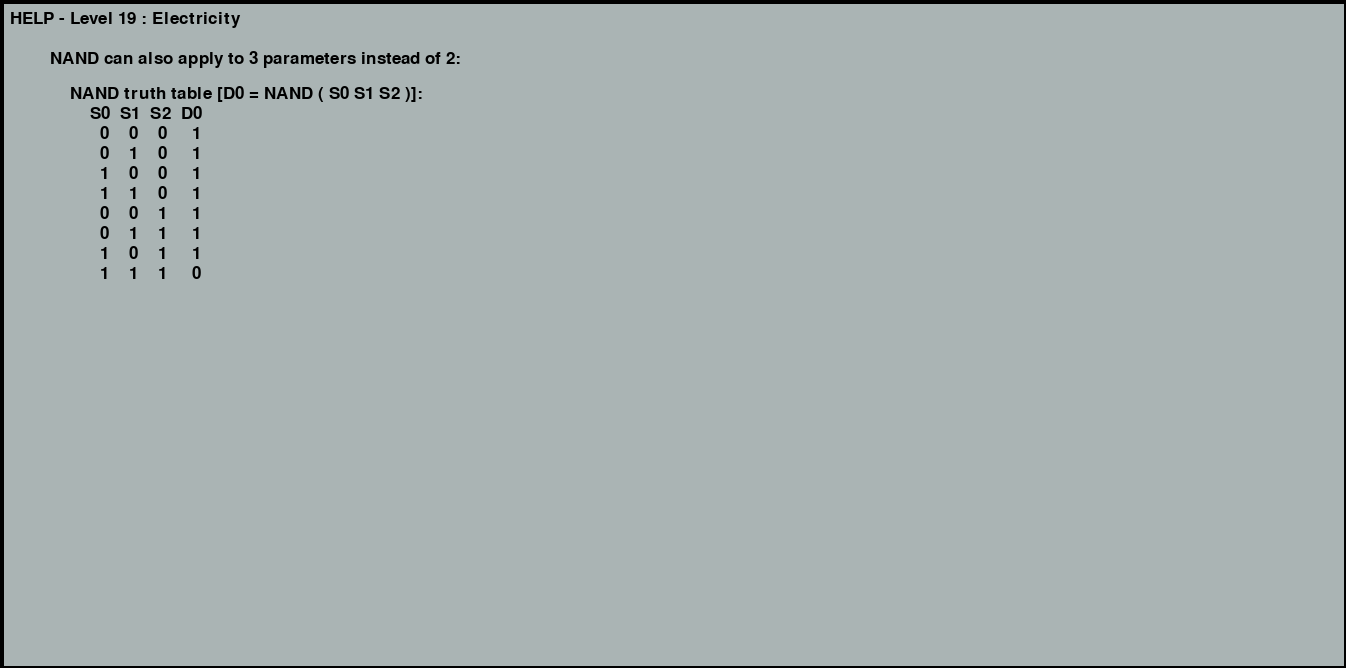 HELP - Level 19 : Electricity
NAND can also apply to 3 parameters instead of 2:
NAND truth table [D0 = NAND ( S0 S1 S2 )]:
S0 S1 S2 D0
0 0 0 1
0 1 0 1
1 0 0 1
1 1 0 1
0 0 1 1
0 1 1 1
1 0 1 1
1 1 1 0